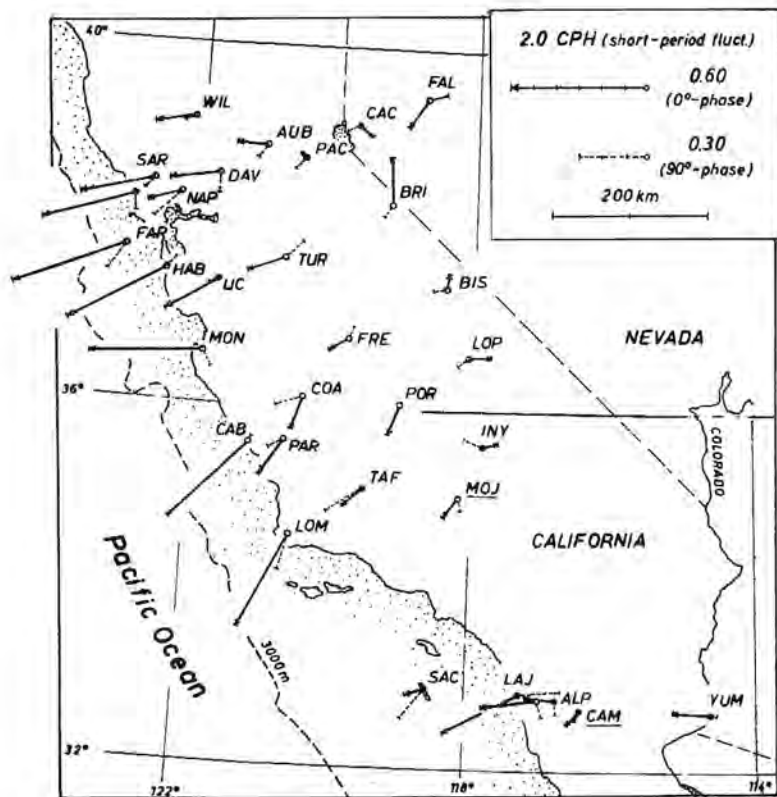 40°
2.0 CPH (short-period fluct.)
0.60
(0°-phase)
0.30
(90°-phase)
200 km
FAL
WIL
CAC
AUB
PAC
SAR
DAV
NAP
BRI
FAR
HAB
TUR
UC
BIS
MON
FRE
LOP
NEVADA
36°
COA
POR
CAB
PAR
INY
COLORADO
TAF
MOJ
LOM
CALIFORNIA
Pacific Ocean
3000m
SAC
LAJ
ALP
CAM
YUM
32°
122°
118°
114°